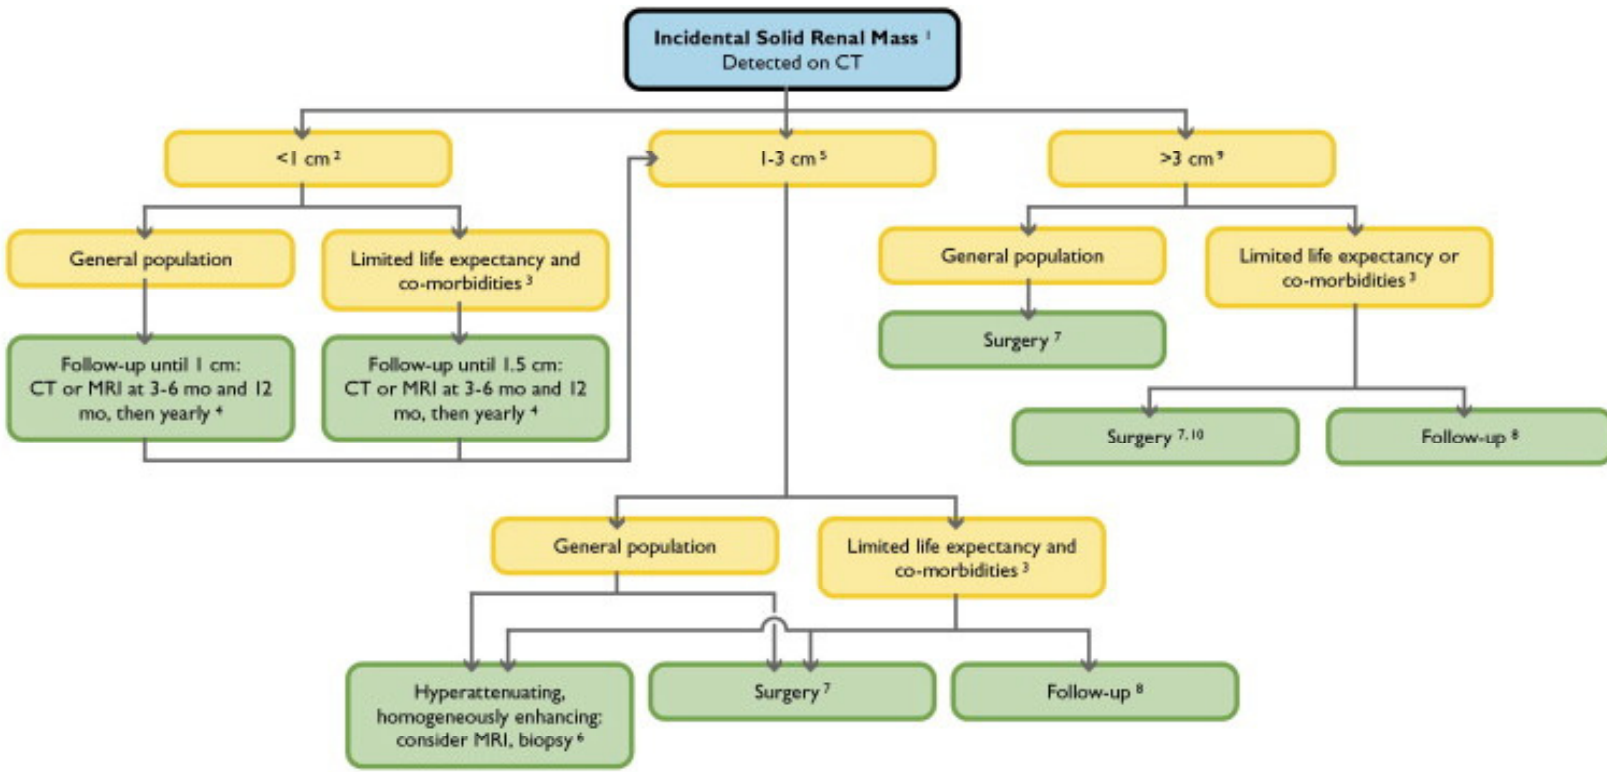 Incidental Solid Renal Mass 1
Detected on CT
<1 cm 2
1-3 cm 5
>3 cm 9
General population
Limited life expectancy and
co-morbidities 3
General population
Limited life expectancy or
co-morbidities 3
Follow-up until 1 cm:
CT or MRI at 3-6 mo and 12
mo, then yearly 4
Follow-up until 1.5 cm:
CT or MRI at 3-6 mo and 12
mo, then yearly 4
Surgery 7
Surgery 7, 10
Follow-up 8
General population
Limited life expectancy and
co-morbidities 3
Hyperattenuating,
homogeneously enhancing:
consider MRI, biopsy 6
Surgery 7
Follow-up 8